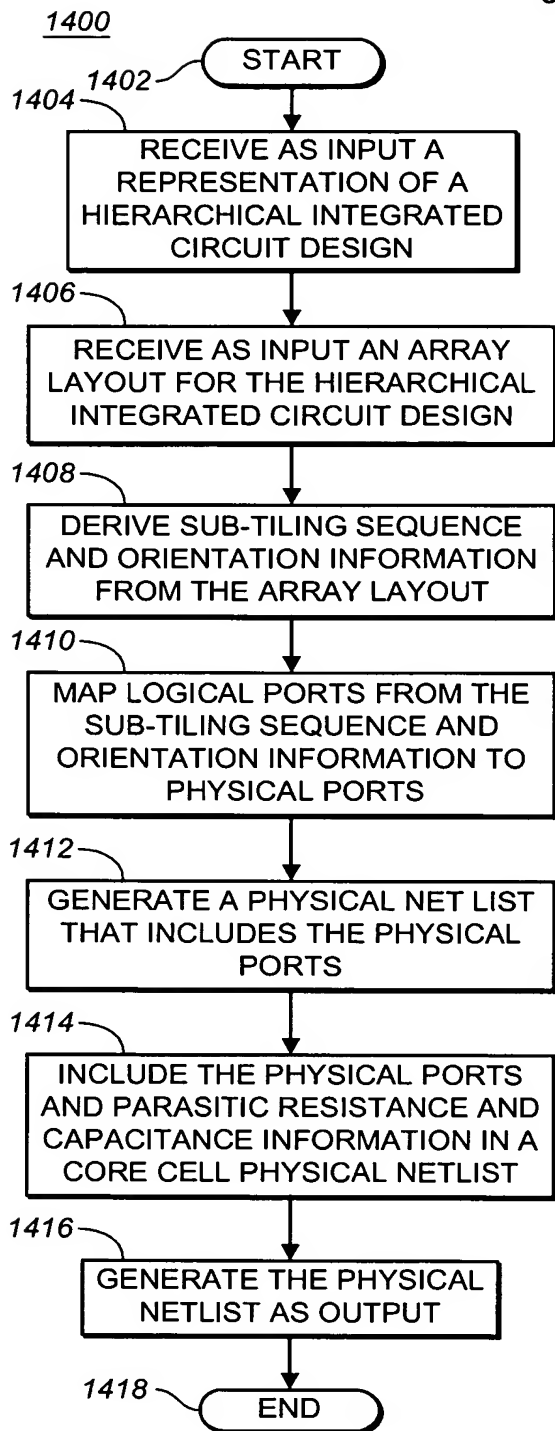 1400
1402
START
1404
RECEIVE AS INPUT A
REPRESENTATION OF A
HIERARCHICAL INTEGRATED
CIRCUIT DESIGN
1406
RECEIVE AS INPUT AN ARRAY
LAYOUT FOR THE HIERARCHICAL
INTEGRATED CIRCUIT DESIGN
1408
DERIVE SUB-TILING SEQUENCE
AND ORIENTATION INFORMATION
FROM THE ARRAY LAYOUT
1410
MAP LOGICAL PORTS FROM THE
SUB-TILING SEQUENCE AND
ORIENTATION INFORMATION TO
PHYSICAL PORTS
1412
GENERATE A PHYSICAL NET LIST
THAT INCLUDES THE PHYSICAL
PORTS
1414
INCLUDE THE PHYSICAL PORTS
AND PARASITIC RESISTANCE AND
CAPACITANCE INFORMATION IN A
CORE CELL PHYSICAL NETLIST
1416
GENERATE THE PHYSICAL
NETLIST AS OUTPUT
1418
END